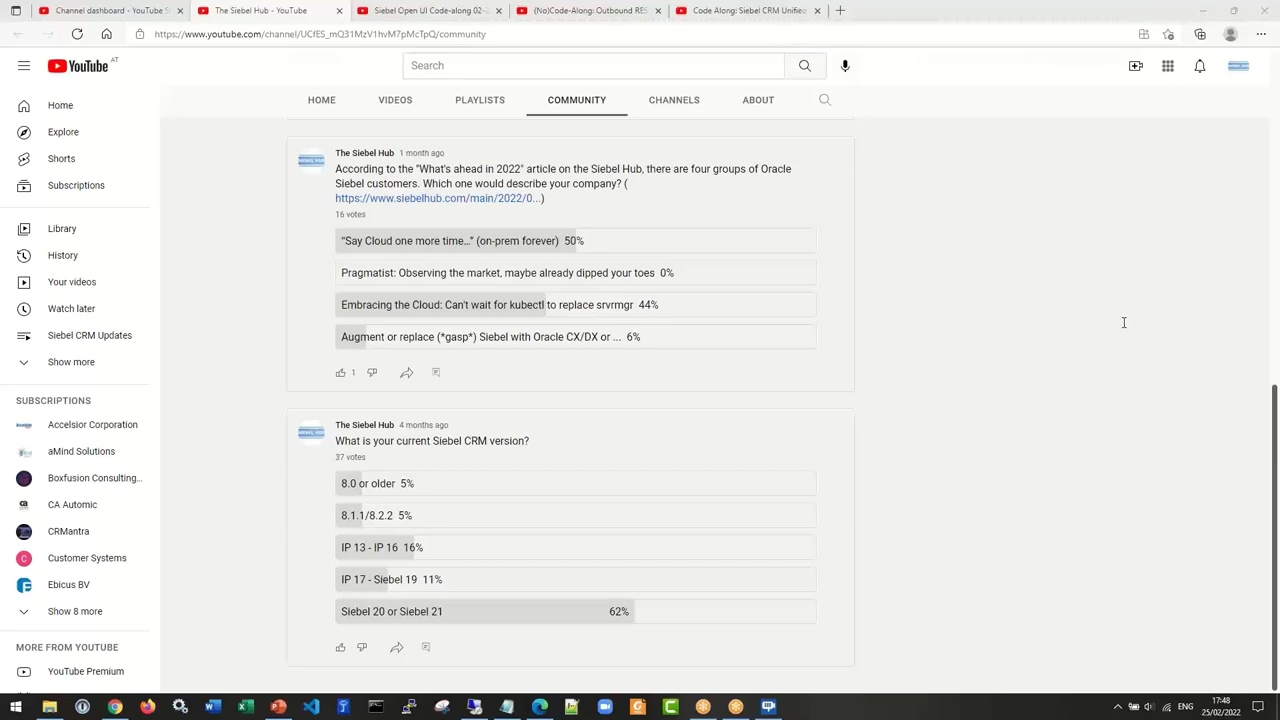 Channel dashboard - YouTube S
The Siebel Hub - YouTube
Siebel Open UI Code-along 02 -
(No)Code-Along: Outbound RES
Code Along: Siebel CRM Unified
https://www.youtube.com/channel/UCfES_mQ31MzV1hvM7pMcTpQ/community
YouTube AT
Search
HOME VIDEOS PLAYLISTS COMMUNITY CHANNELS ABOUT
Home
Explore
Shorts
Subscriptions
Library
History
Your videos
Watch later
Siebel CRM Updates
Show more
SUBSCRIPTIONS
Accelsior Corporation
aMind Solutions
Boxfusion Consulting...
CA Automic
CRMantra
Customer Systems
Ebicus BV
Show 8 more
MORE FROM YOUTUBE
YouTube Premium
The Siebel Hub 1 month ago
According to the "What's ahead in 2022" article on the Siebel Hub, there are four groups of Oracle
Siebel customers. Which one would describe your company? (
https://www.siebelhub.com/main/2022/0...)
16 votes
“Say Cloud one more time…” (on-prem forever) 50%
Pragmatist: Observing the market, maybe already dipped your toes 0%
Embracing the Cloud: Can't wait for kubectl to replace srvrmgr 44%
Augment or replace (*gasp*) Siebel with Oracle CX/DX or ... 6%
1
The Siebel Hub 4 months ago
What is your current Siebel CRM version?
37 votes
8.0 or older 5%
8.1.1/8.2.2 5%
IP 13 - IP 16 16%
IP 17 - Siebel 19 11%
Siebel 20 or Siebel 21 62%
ENG
17:48
25/02/2022